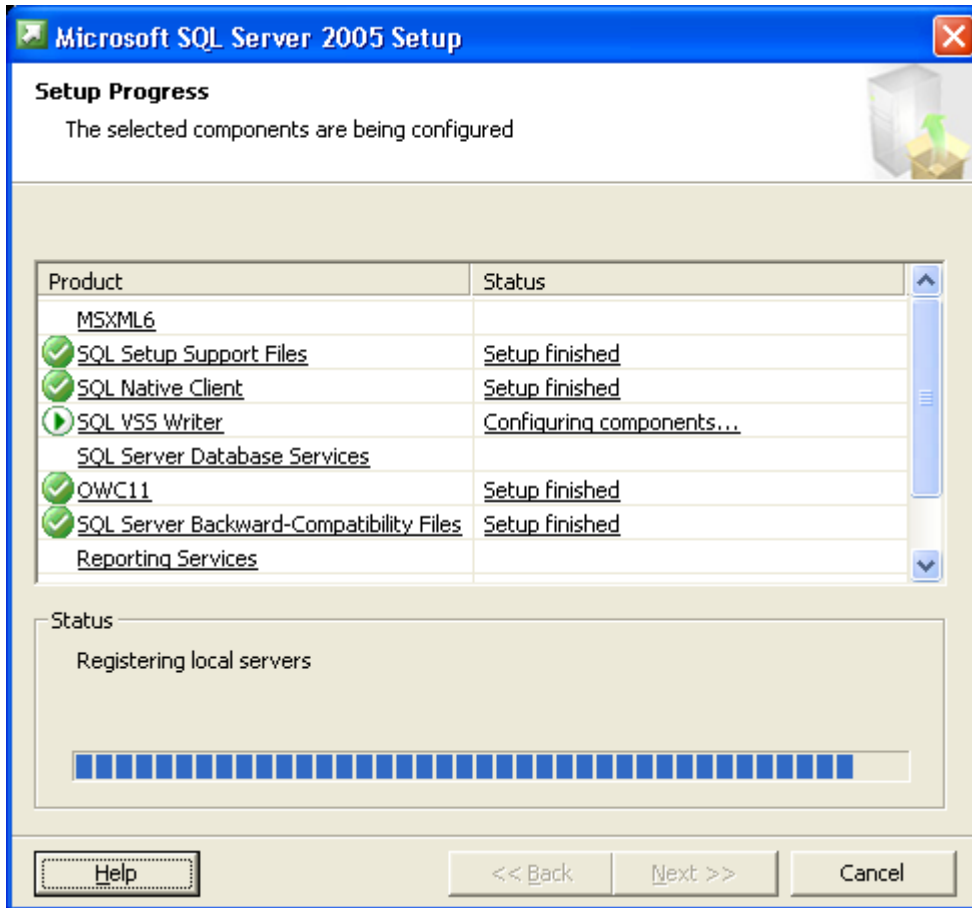 Microsoft SQL Server 2005 Setup
Setup Progress
The selected components are being configured
Product Status
MSXML6
SQL Setup Support Files Setup finished
SQL Native Client Setup finished
SQL VSS Writer Configuring components...
SQL Server Database Services
OWC11 Setup finished
SQL Server Backward-Compatibility Files Setup finished
Reporting Services
Status
Registering local servers
Help << Back Next >> Cancel